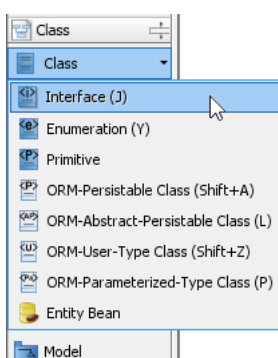 Class
Class
Interface (J)
Enumeration (Y)
Primitive
ORM-Persistable Class (Shift+A)
ORM-Abstract-Persistable Class (L)
ORM-User-Type Class (Shift+Z)
ORM-Parameterized-Type Class (P)
Entity Bean
Model